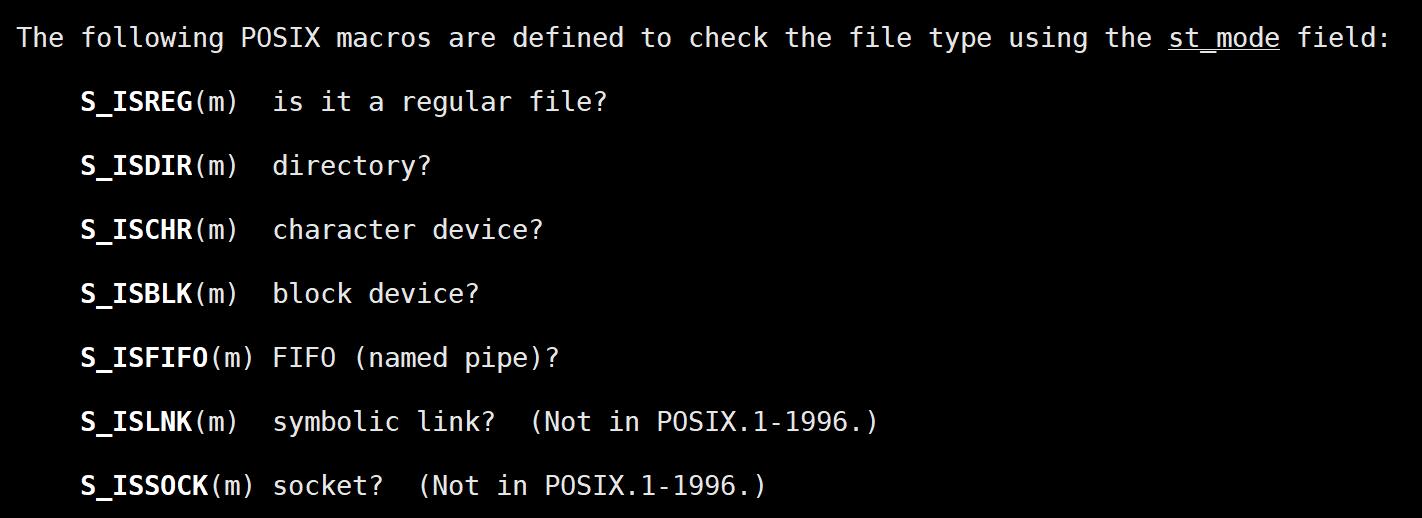 The following POSIX macros are defined to check the file type using the st_mode field:
S_ISREG(m)  is it a regular file?
S_ISDIR(m)  directory?
S_ISCHR(m)  character device?
S_ISBLK(m)  block device?
S_ISFIFO(m) FIFO (named pipe)?
S_ISLNK(m)  symbolic link?  (Not in POSIX.1-1996.)
S_ISSOCK(m) socket?  (Not in POSIX.1-1996.)